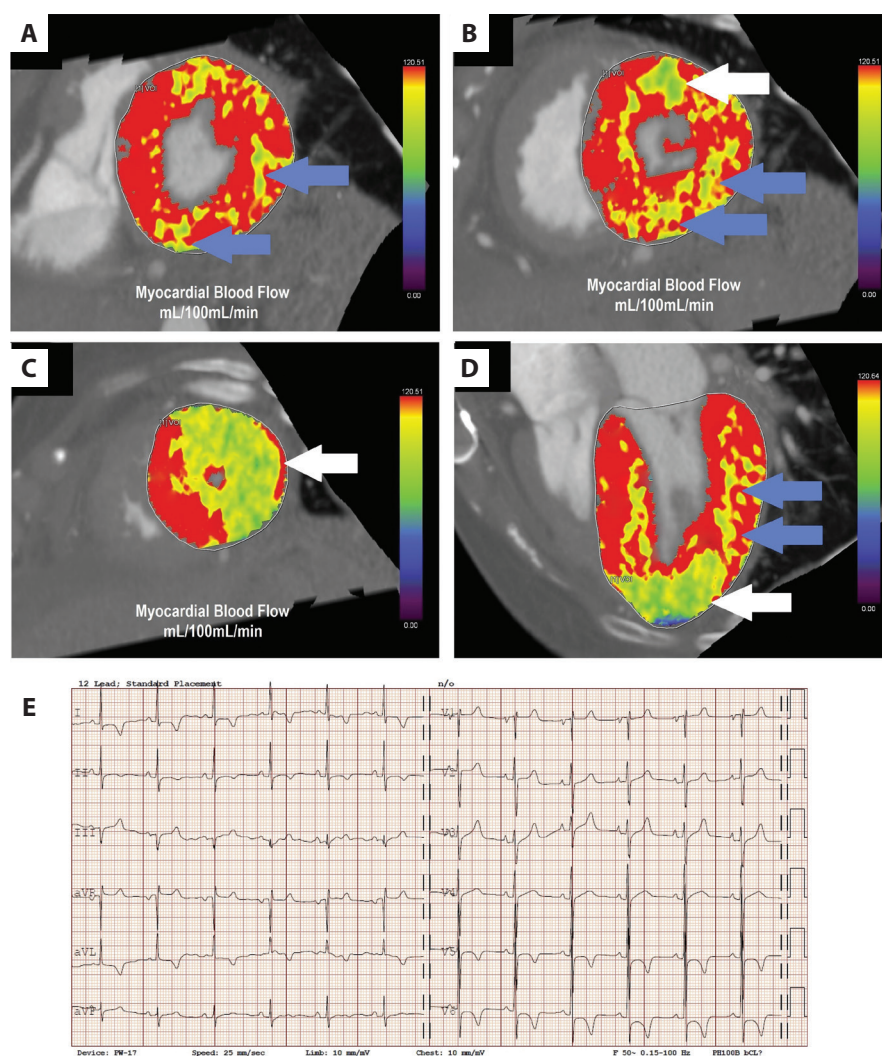 A
120.51
0.00
Myocardial Blood Flow
mL/100mL/min
B
120.51
0.00
Myocardial Blood Flow
mL/100mL/min
C
120.51
0.00
Myocardial Blood Flow
mL/100mL/min
D
120.64
0.00
E
12 Lead; Standard Placement
n/o
I
V1
II
V2
III
V3
aVR
V4
aVL
V5
aVF
V6
Device: PW-17 Speed: 25 mm/sec Limb: 10 mm/mV Chest: 10 mm/mV F 50~ 0.15-100 Hz PH100B bCL?